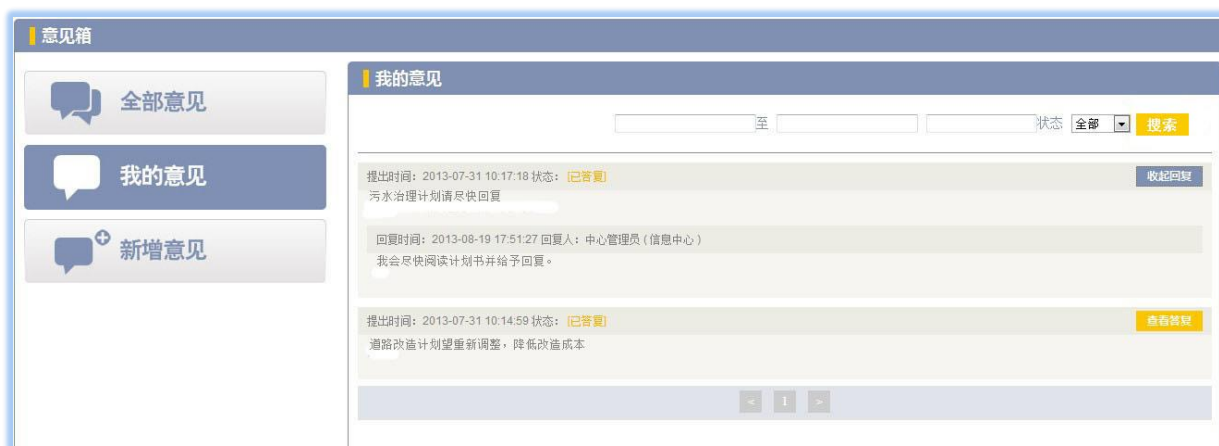 意见箱
全部意见
我的意见
新增意见
我的意见
至 状态 全部 搜索
提出时间：2013-07-31 10:17:18 状态： [已答复] 收起回复
污水治理计划请尽快回复
回复时间：2013-08-19 17:51:27 回复人：中心管理员 ( 信息中心 )
我会尽快阅读计划书并给予回复。
提出时间：2013-07-31 10:14:59 状态： [已答复] 查看答复
道路改造计划望重新调整，降低改造成本
< 1 >